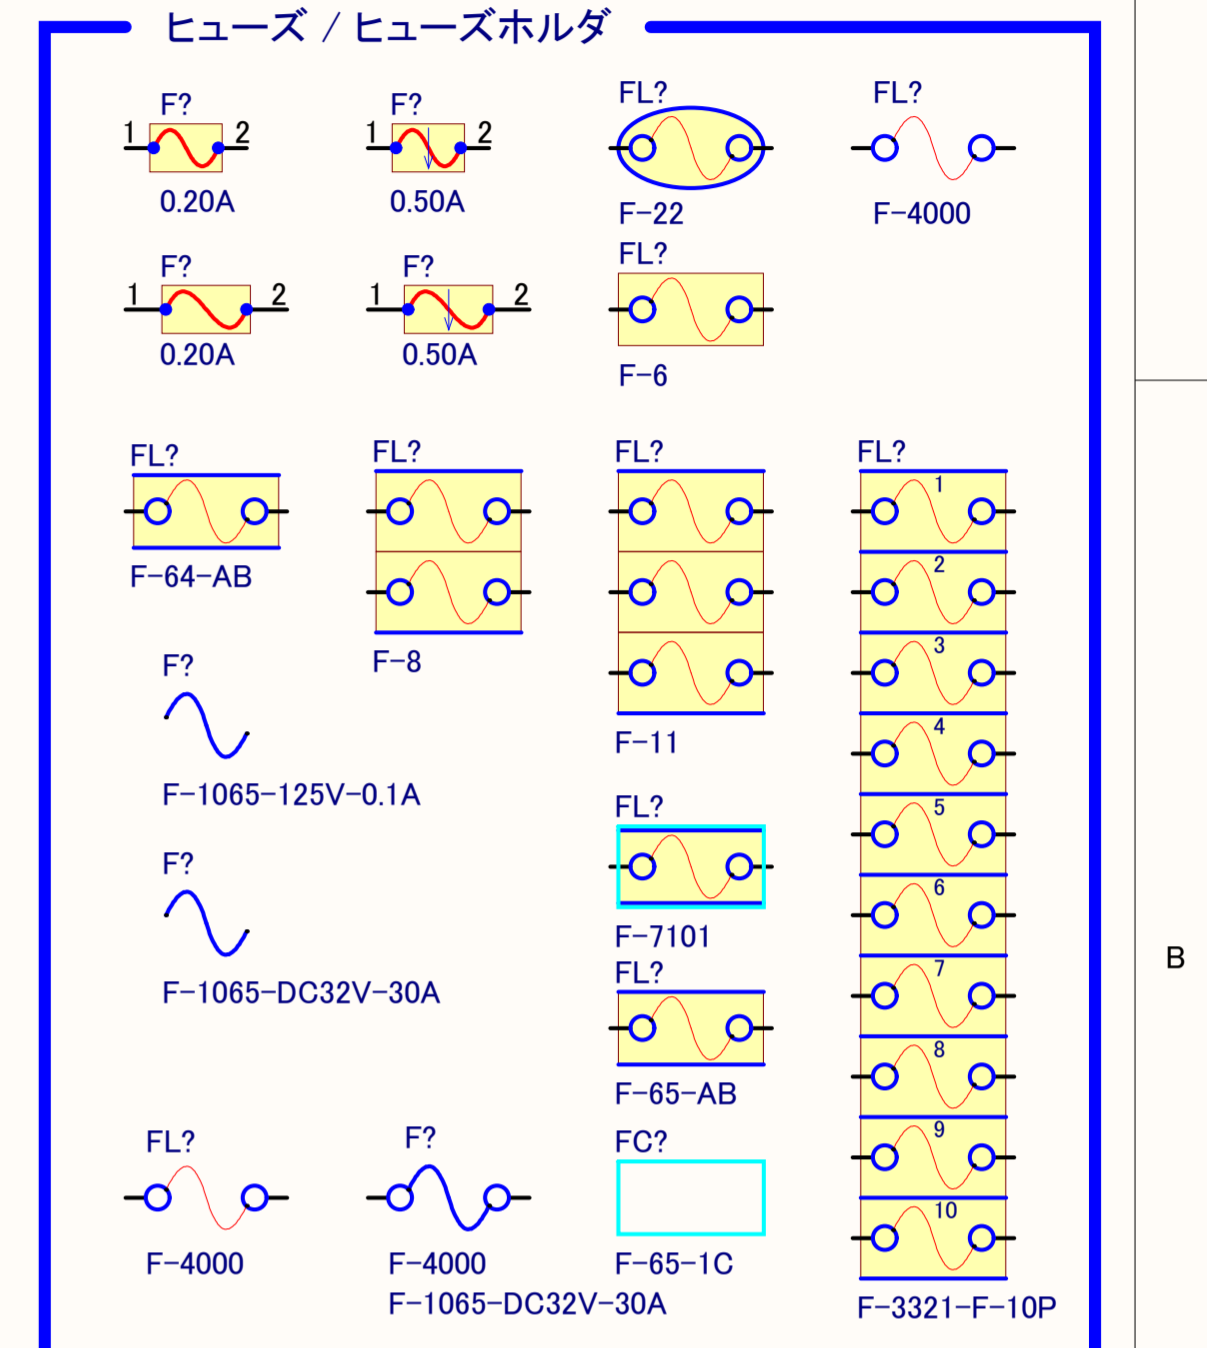 ヒューズ / ヒューズホルダ
F?
1 2
0.20A
F?
1 2
0.50A
FL?
F-22
FL?
F-4000
F?
1 2
0.20A
F?
1 2
0.50A
FL?
F-6
FL?
F-64-AB
FL?
F-8
FL?
F-11
FL?
1
2
3
4
5
6
7
8
9
10
F-3321-F-10P
F?
F-1065-125V-0.1A
FL?
F-7101
F?
F-1065-DC32V-30A
FL?
F-65-AB
FL?
F-4000
F?
F-4000
F-1065-DC32V-30A
FC?
F-65-1C
B